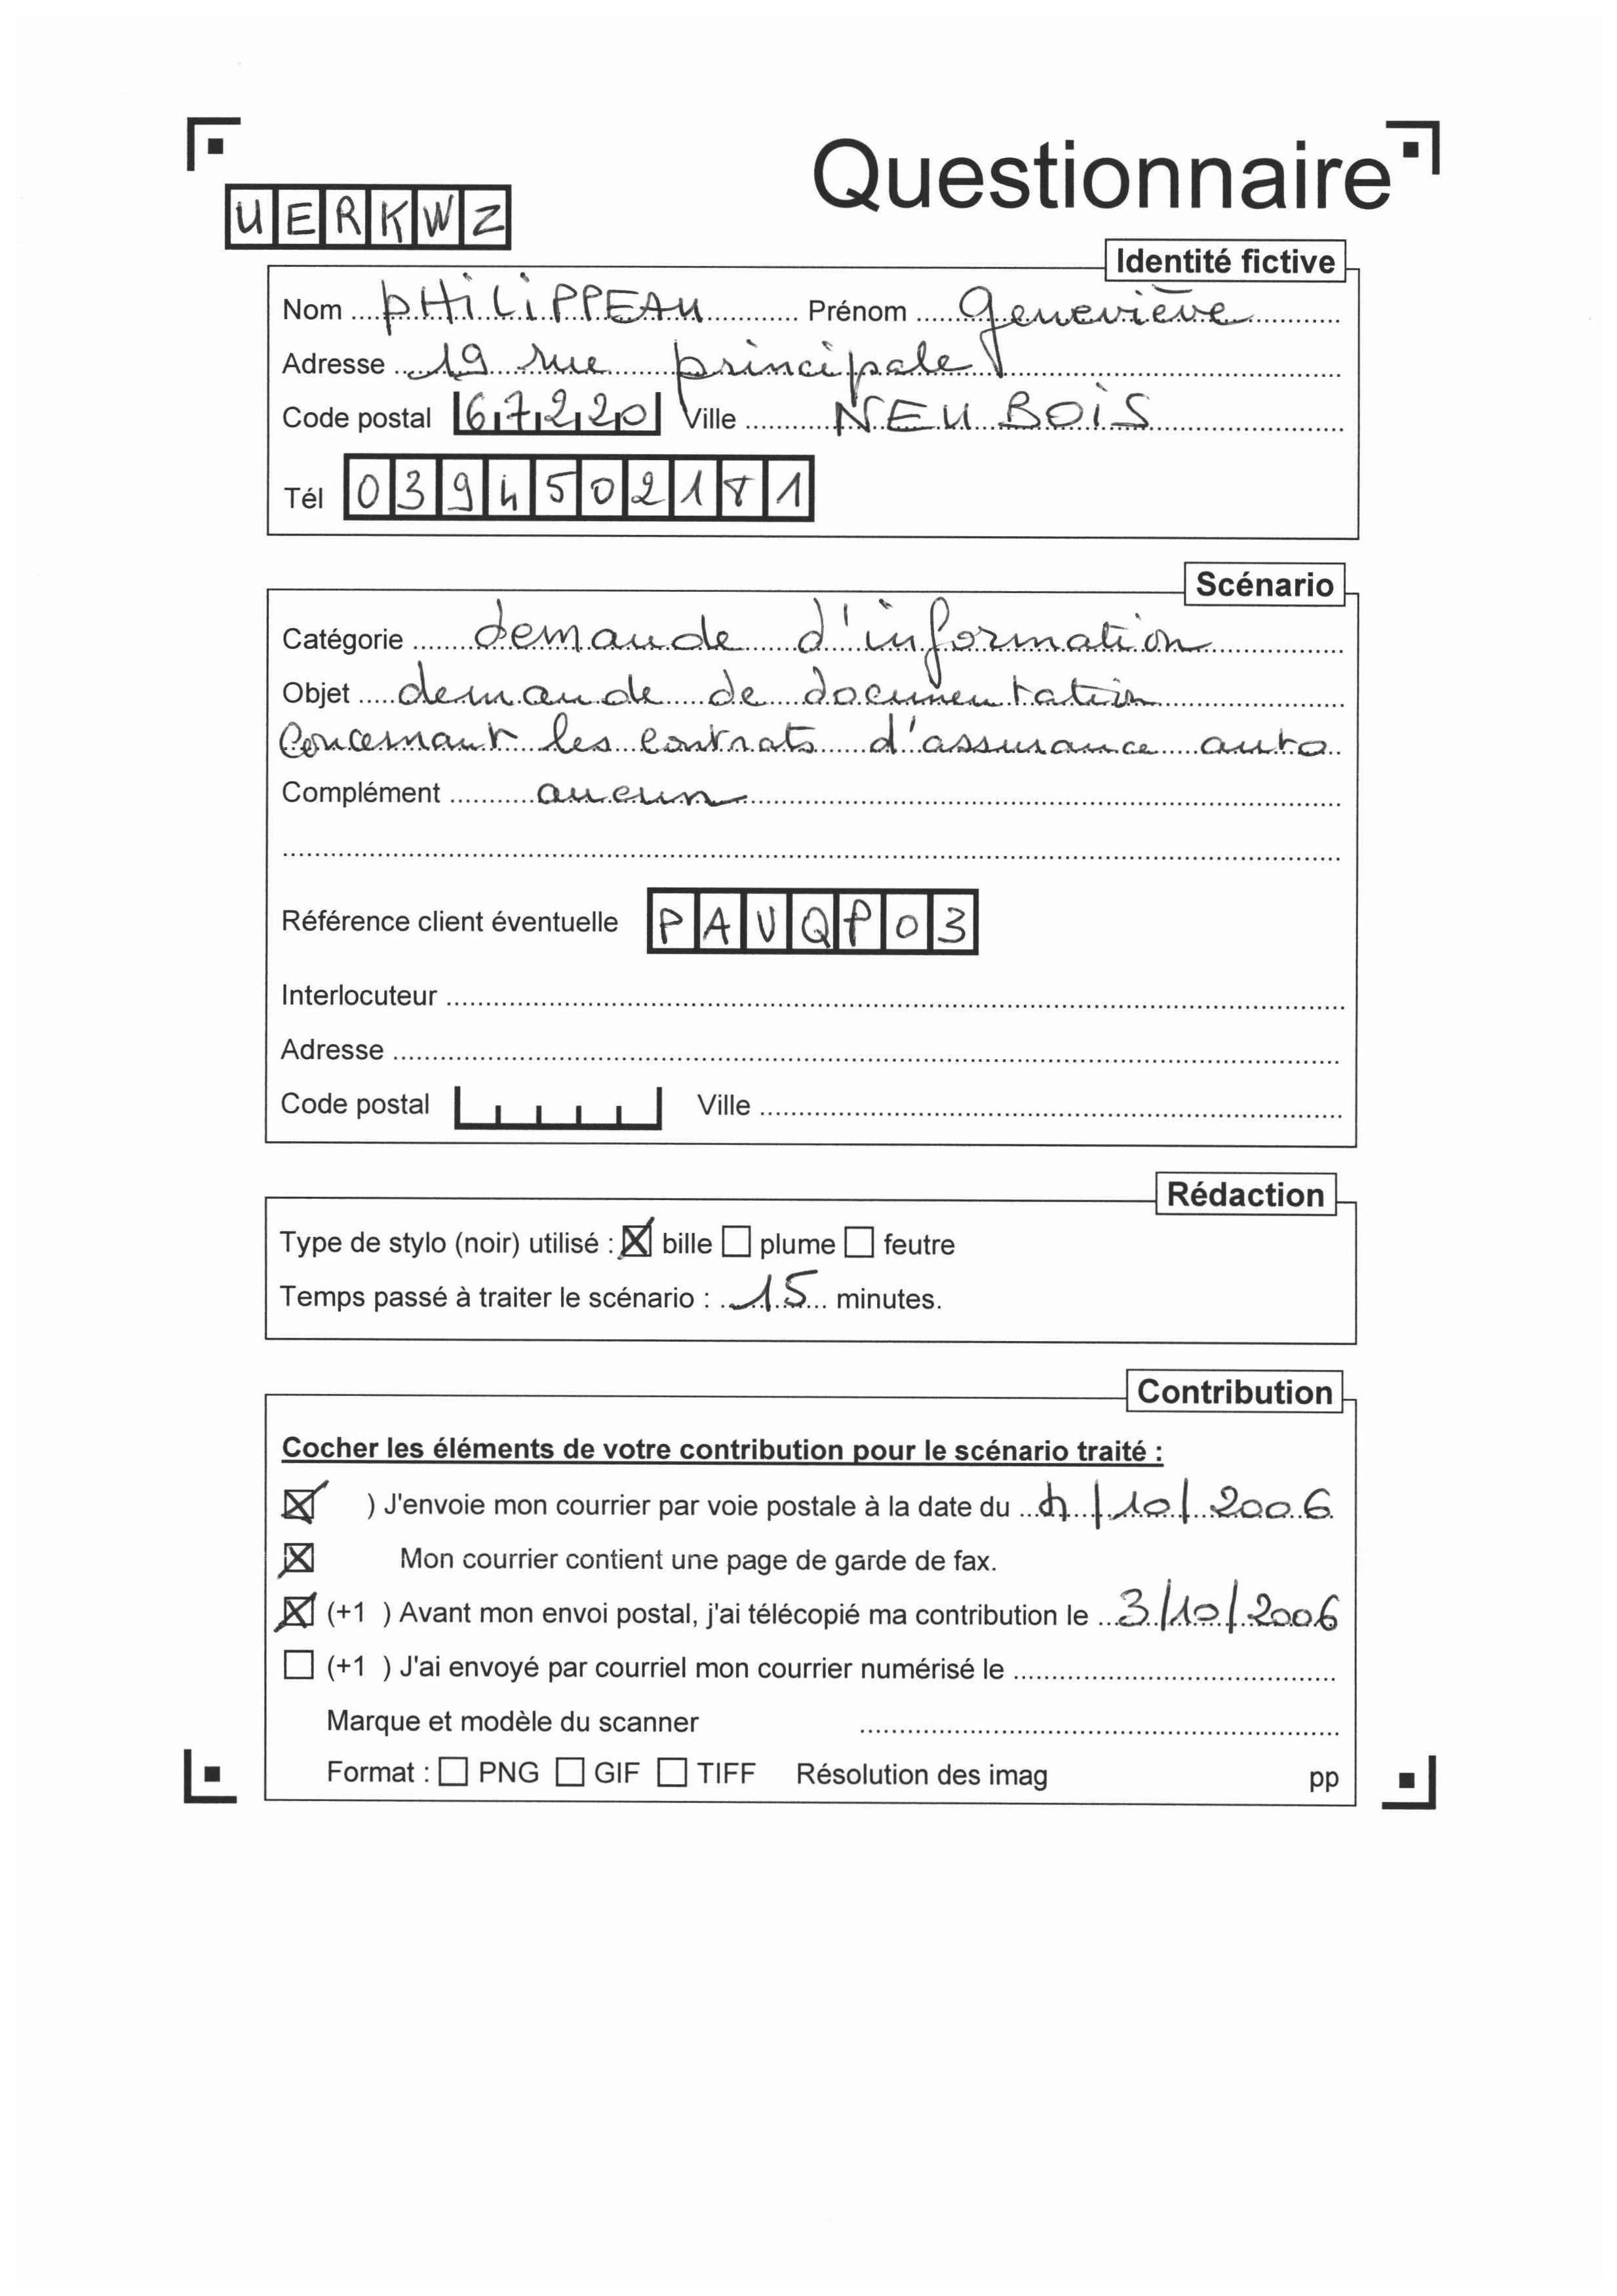 Questionnaire
UERKWZ
Identité fictive
Nom PHILIPPEAU Prénom Geneviève
Adresse 19 rue principale
Code postal 67220 Ville NEUBOIS
Tél 0394502181
Scénario
Catégorie demande d'information
Objet demande de documentation
concernant les contrats d'assurance auto
Complément aucun
Référence client éventuelle PAVQP03
Interlocuteur
Adresse
Code postal Ville
Rédaction
Type de stylo (noir) utilisé : ☒ bille ☐ plume ☐ feutre
Temps passé à traiter le scénario : 15 minutes.
Contribution
Cocher les éléments de votre contribution pour le scénario traité :
☒ ) J'envoie mon courrier par voie postale à la date du 4/10/2006
☒ Mon courrier contient une page de garde de fax.
☒ (+1 ) Avant mon envoi postal, j'ai télécopié ma contribution le 3/10/2006
☐ (+1 ) J'ai envoyé par courriel mon courrier numérisé le
Marque et modèle du scanner
Format : ☐ PNG ☐ GIF ☐ TIFF Résolution des imag pp